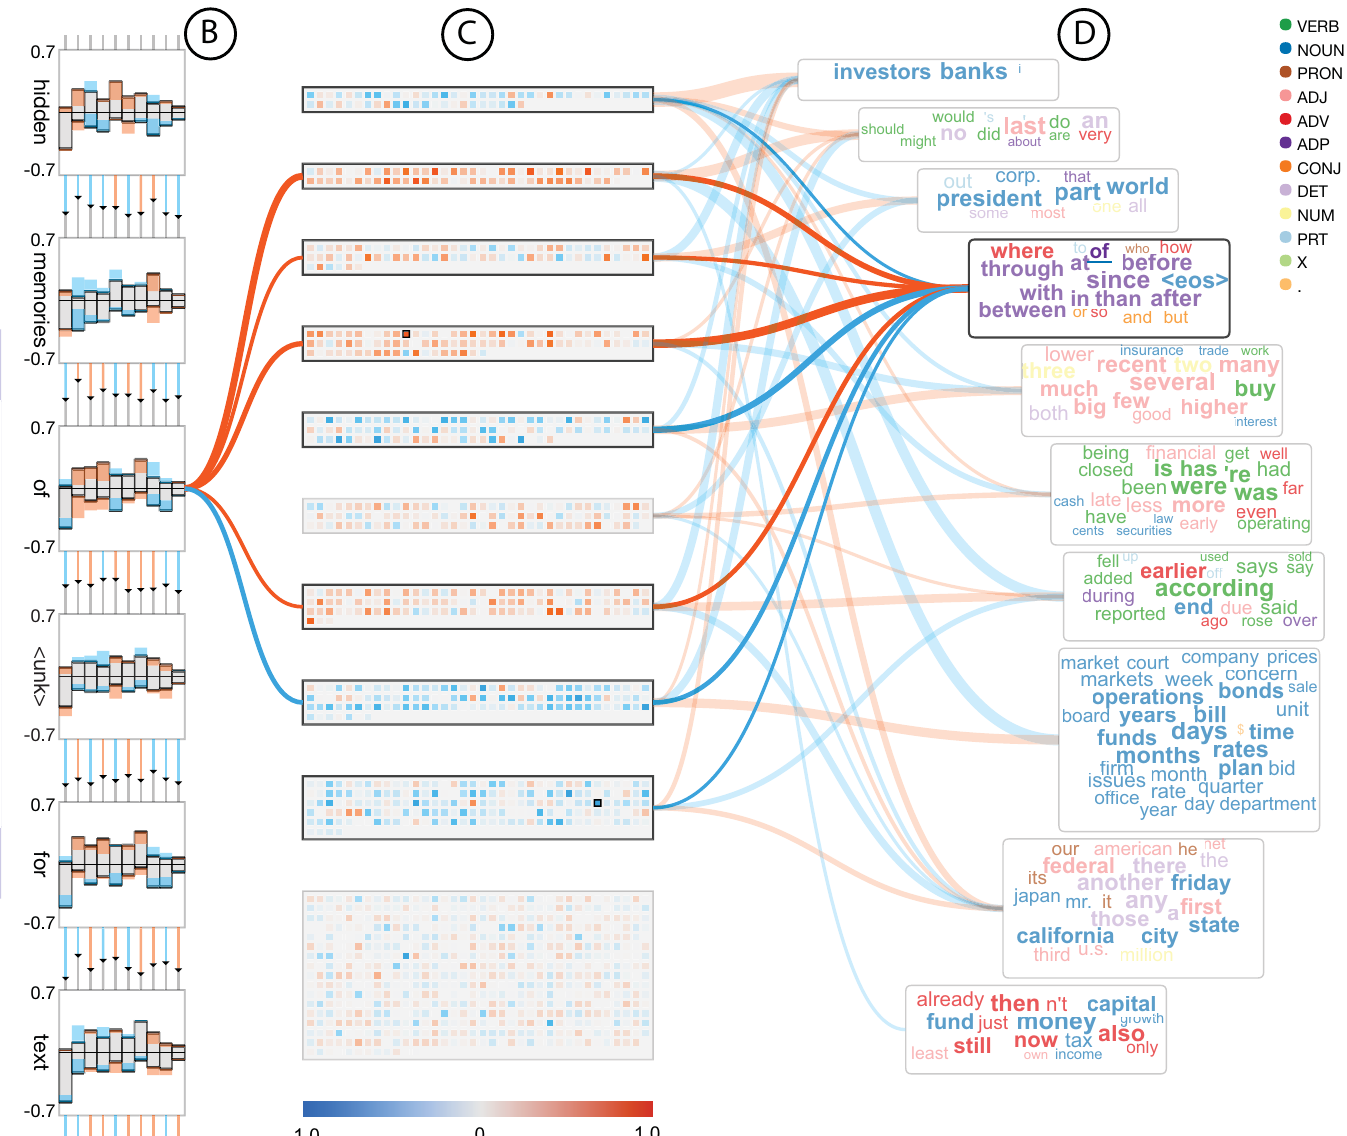 B
C
D
0.7
hidden
-0.7
0.7
memories
-0.7
0.7
of
-0.7
0.7
<unk>
-0.7
0.7
for
-0.7
0.7
text
-0.7
1.0 0 1.0
investors banks i
would 's do an
should might no did last about are very
out corp. that
president part world
some most one all
where to of who how
through at before
since <eos>
with in than after
between or so and but
insurance trade work
lower recent two many
three several
much buy
both big few good higher
interest
being financial get well
closed is has 're had
been were was far
cash late less more even
have law early operating
cents securities
fell up used sold
added earlier off says say
during according
reported end due said
ago rose over
market court company prices
markets week concern
operations bonds sale
board years bill unit
funds days $ time
months rates
firm plan bid
issues month quarter
office rate
year day department
our american he net
federal there the
its another friday
japan mr. it any a first
those state
california city
third u.s. million
already then n't capital
fund just money growth
still now tax also
least own income only
VERB
NOUN
PRON
ADJ
ADV
ADP
CONJ
DET
NUM
PRT
X
.